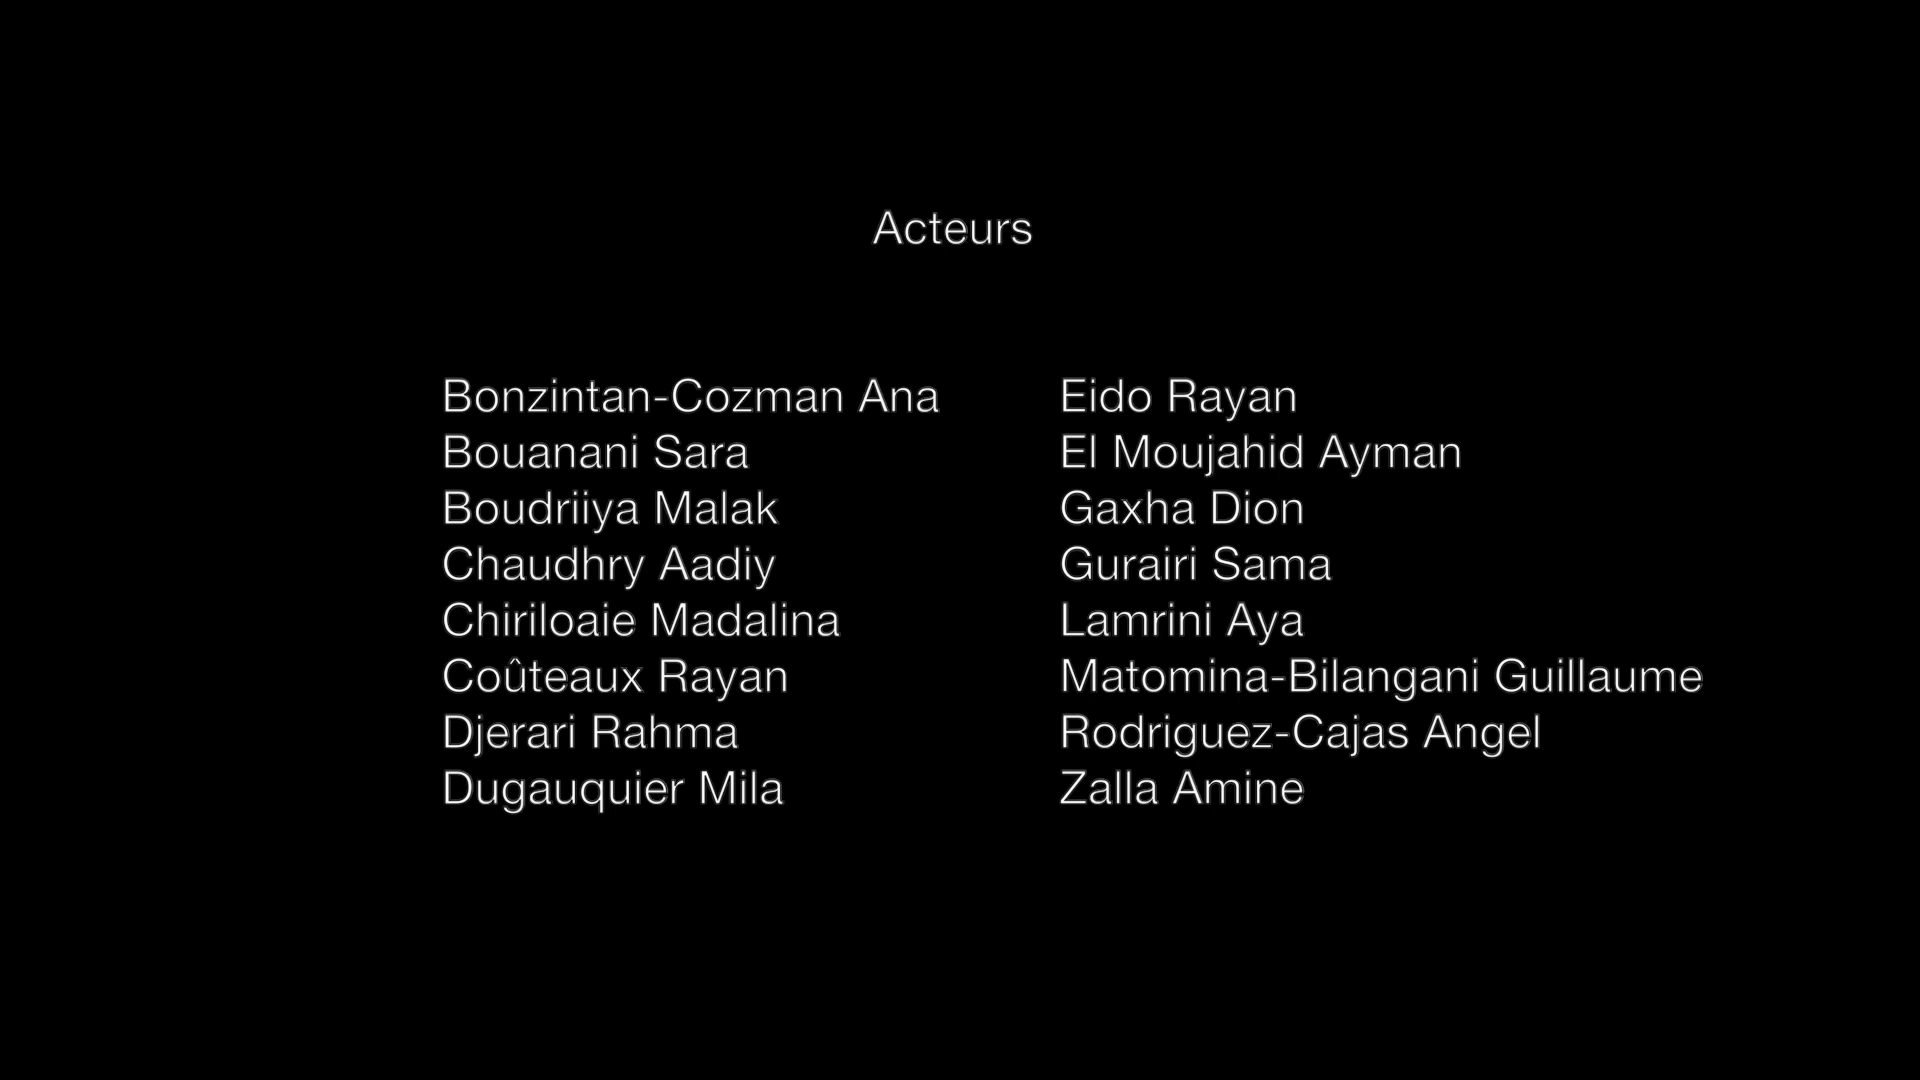 Acteurs
Bonzintan-Cozman Ana
Bouanani Sara
Boudriiya Malak
Chaudhry Aadiy
Chiriloaie Madalina
Coûteaux Rayan
Djerari Rahma
Dugauquier Mila
Eido Rayan
El Moujahid Ayman
Gaxha Dion
Gurairi Sama
Lamrini Aya
Matomina-Bilangani Guillaume
Rodriguez-Cajas Angel
Zalla Amine